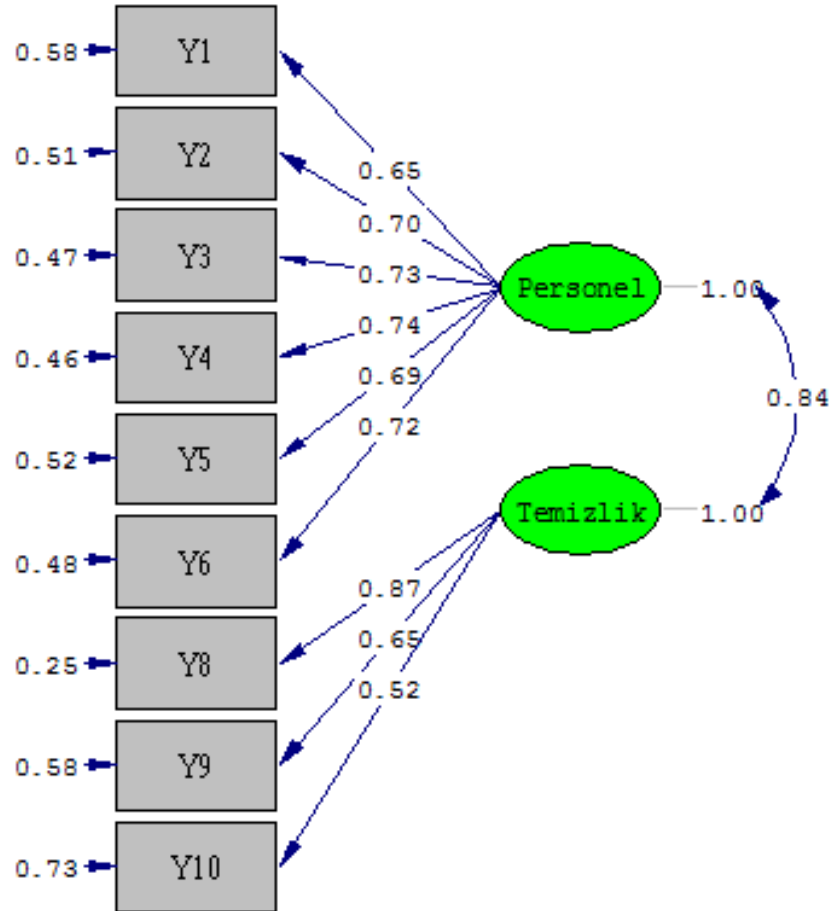 0.58 Y1
0.51 Y2
0.65
0.70
0.47 Y3
0.73
Personel 1.00
0.74
0.46 Y4
0.69
0.84
0.72
0.52 Y5
Temizlik 1.00
0.48 Y6
0.87
0.65
0.25 Y8
0.52
0.58 Y9
0.73 Y10